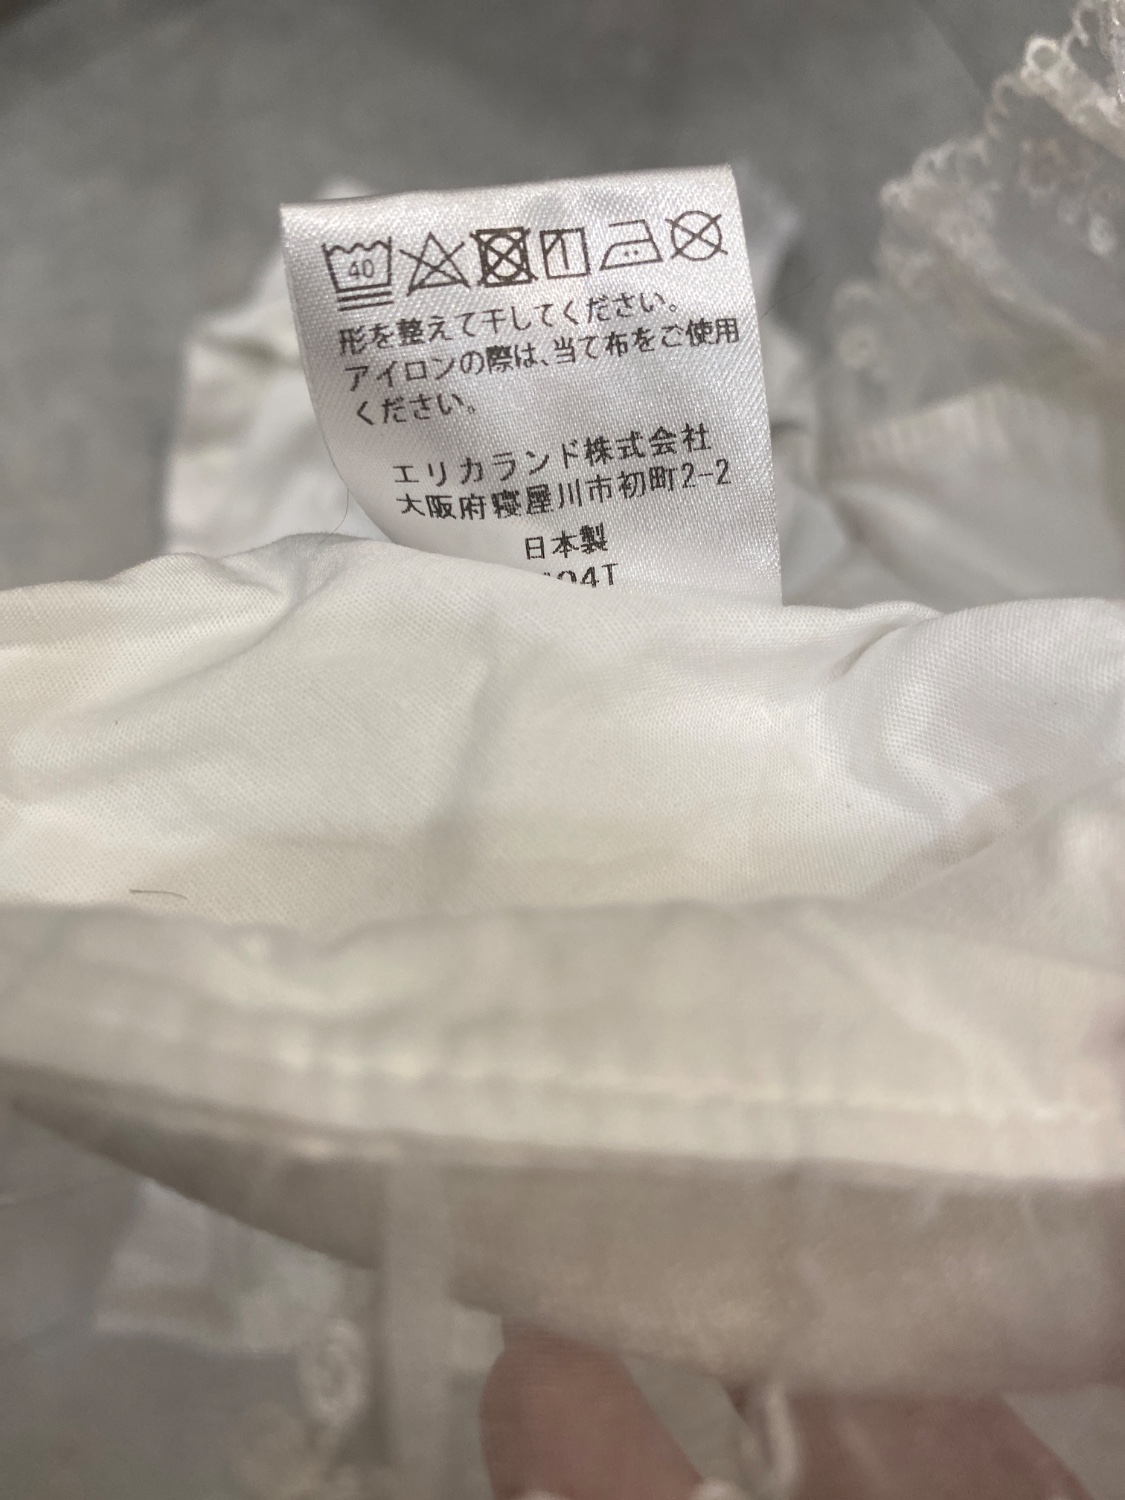 40
形を整えて干してください。
アイロンの際は、当て布をご使用
ください。
エリカランド株式会社
大阪府寝屋川市初町2-2
日本製
04T